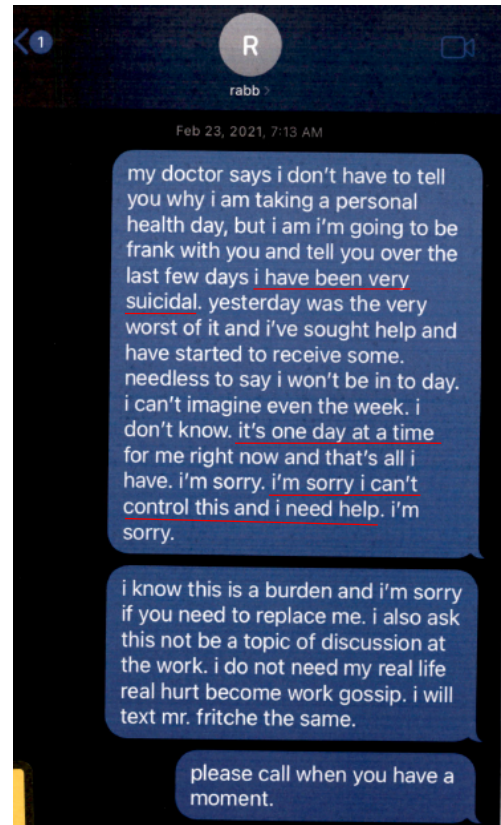 1
R
rabb >
Feb 23, 2021, 7:13 AM
my doctor says i don't have to tell
you why i am taking a personal
health day, but i am i'm going to be
frank with you and tell you over the
last few days i have been very
suicidal. yesterday was the very
worst of it and i've sought help and
have started to receive some.
needless to say i won't be in to day.
i can't imagine even the week. i
don't know. it's one day at a time
for me right now and that's all i
have. i'm sorry. i'm sorry i can't
control this and i need help. i'm
sorry.
i know this is a burden and i'm sorry
if you need to replace me. i also ask
this not be a topic of discussion at
the work. i do not need my real life
real hurt become work gossip. i will
text mr. fritche the same.
please call when you have a
moment.